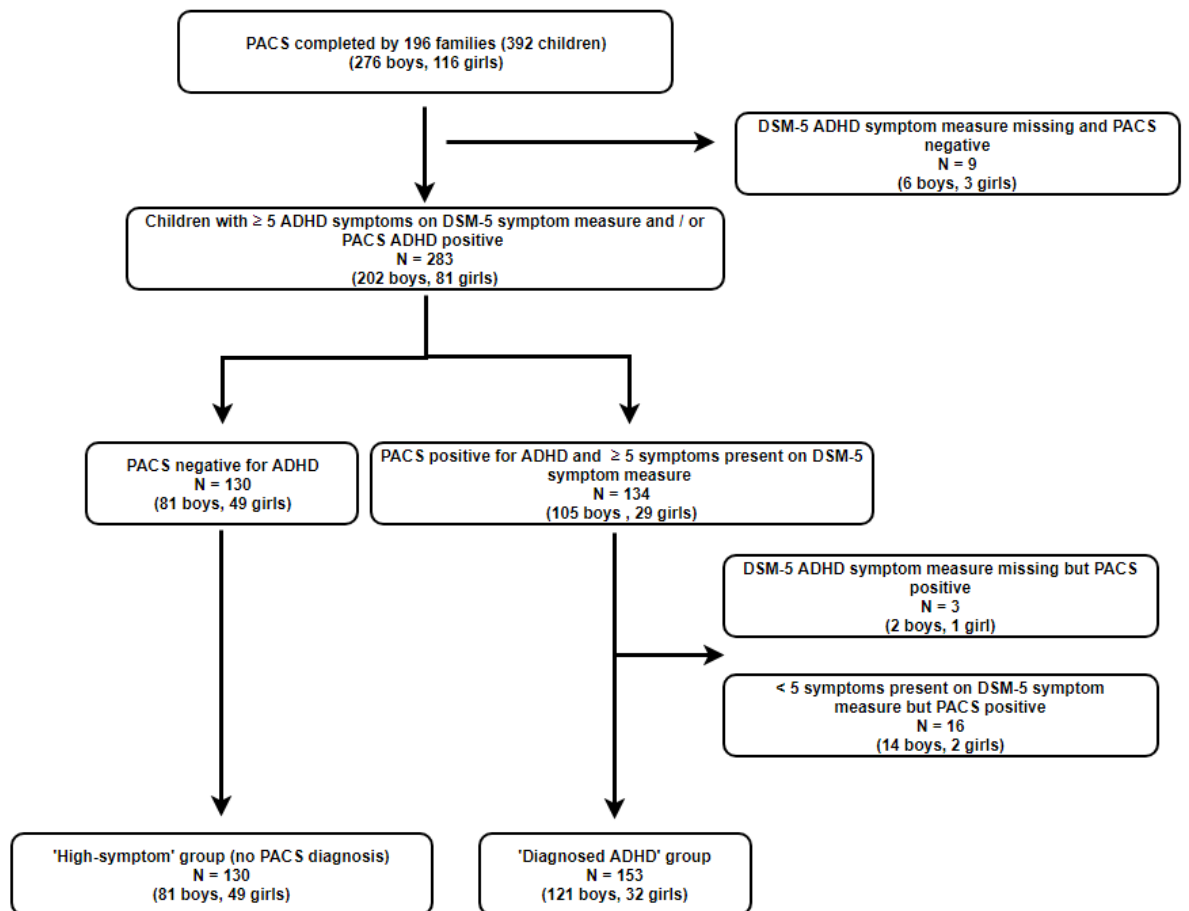 PACS completed by 196 families (392 children)
(276 boys, 116 girls)
DSM-5 ADHD symptom measure missing and PACS
negative
N = 9
(6 boys, 3 girls)
Children with ≥ 5 ADHD symptoms on DSM-5 symptom measure and / or
PACS ADHD positive
N = 283
(202 boys, 81 girls)
PACS negative for ADHD
N = 130
(81 boys, 49 girls)
PACS positive for ADHD and ≥ 5 symptoms present on DSM-5
symptom measure
N = 134
(105 boys , 29 girls)
DSM-5 ADHD symptom measure missing but PACS
positive
N = 3
(2 boys, 1 girl)
< 5 symptoms present on DSM-5 symptom
measure but PACS positive
N = 16
(14 boys, 2 girls)
'High-symptom' group (no PACS diagnosis)
N = 130
(81 boys, 49 girls)
'Diagnosed ADHD' group
N = 153
(121 boys, 32 girls)